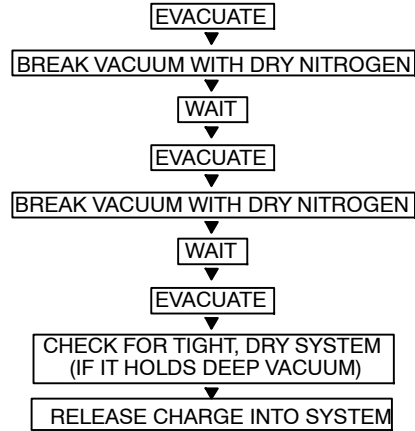 EVACUATE
BREAK VACUUM WITH DRY NITROGEN
WAIT
EVACUATE
BREAK VACUUM WITH DRY NITROGEN
WAIT
EVACUATE
CHECK FOR TIGHT, DRY SYSTEM
(IF IT HOLDS DEEP VACUUM)
RELEASE CHARGE INTO SYSTEM